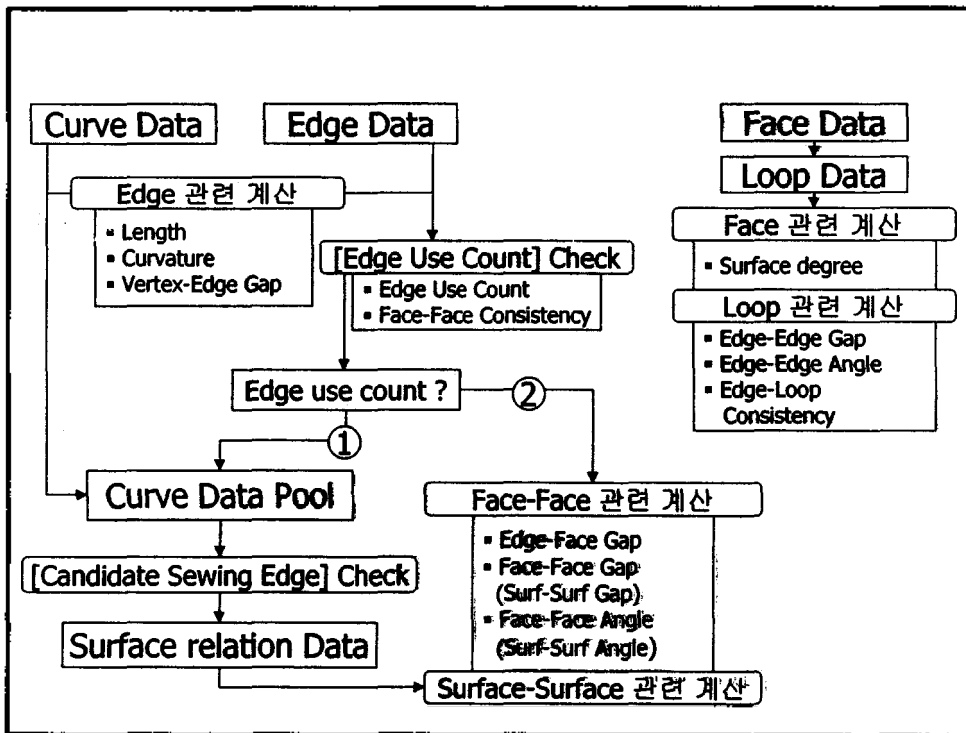 Curve Data
Edge Data
Edge 관련 계산
▪ Length
▪ Curvature
▪ Vertex-Edge Gap
[Edge Use Count] Check
▪ Edge Use Count
▪ Face-Face Consistency
Edge use count ?
①
②
Curve Data Pool
[Candidate Sewing Edge] Check
Surface relation Data
Face-Face 관련 계산
▪ Edge-Face Gap
▪ Face-Face Gap
(Surf-Surf Gap)
▪ Face-Face Angle
(Surf-Surf Angle)
Surface-Surface 관련 계산
Face Data
Loop Data
Face 관련 계산
▪ Surface degree
Loop 관련 계산
▪ Edge-Edge Gap
▪ Edge-Edge Angle
▪ Edge-Loop
Consistency